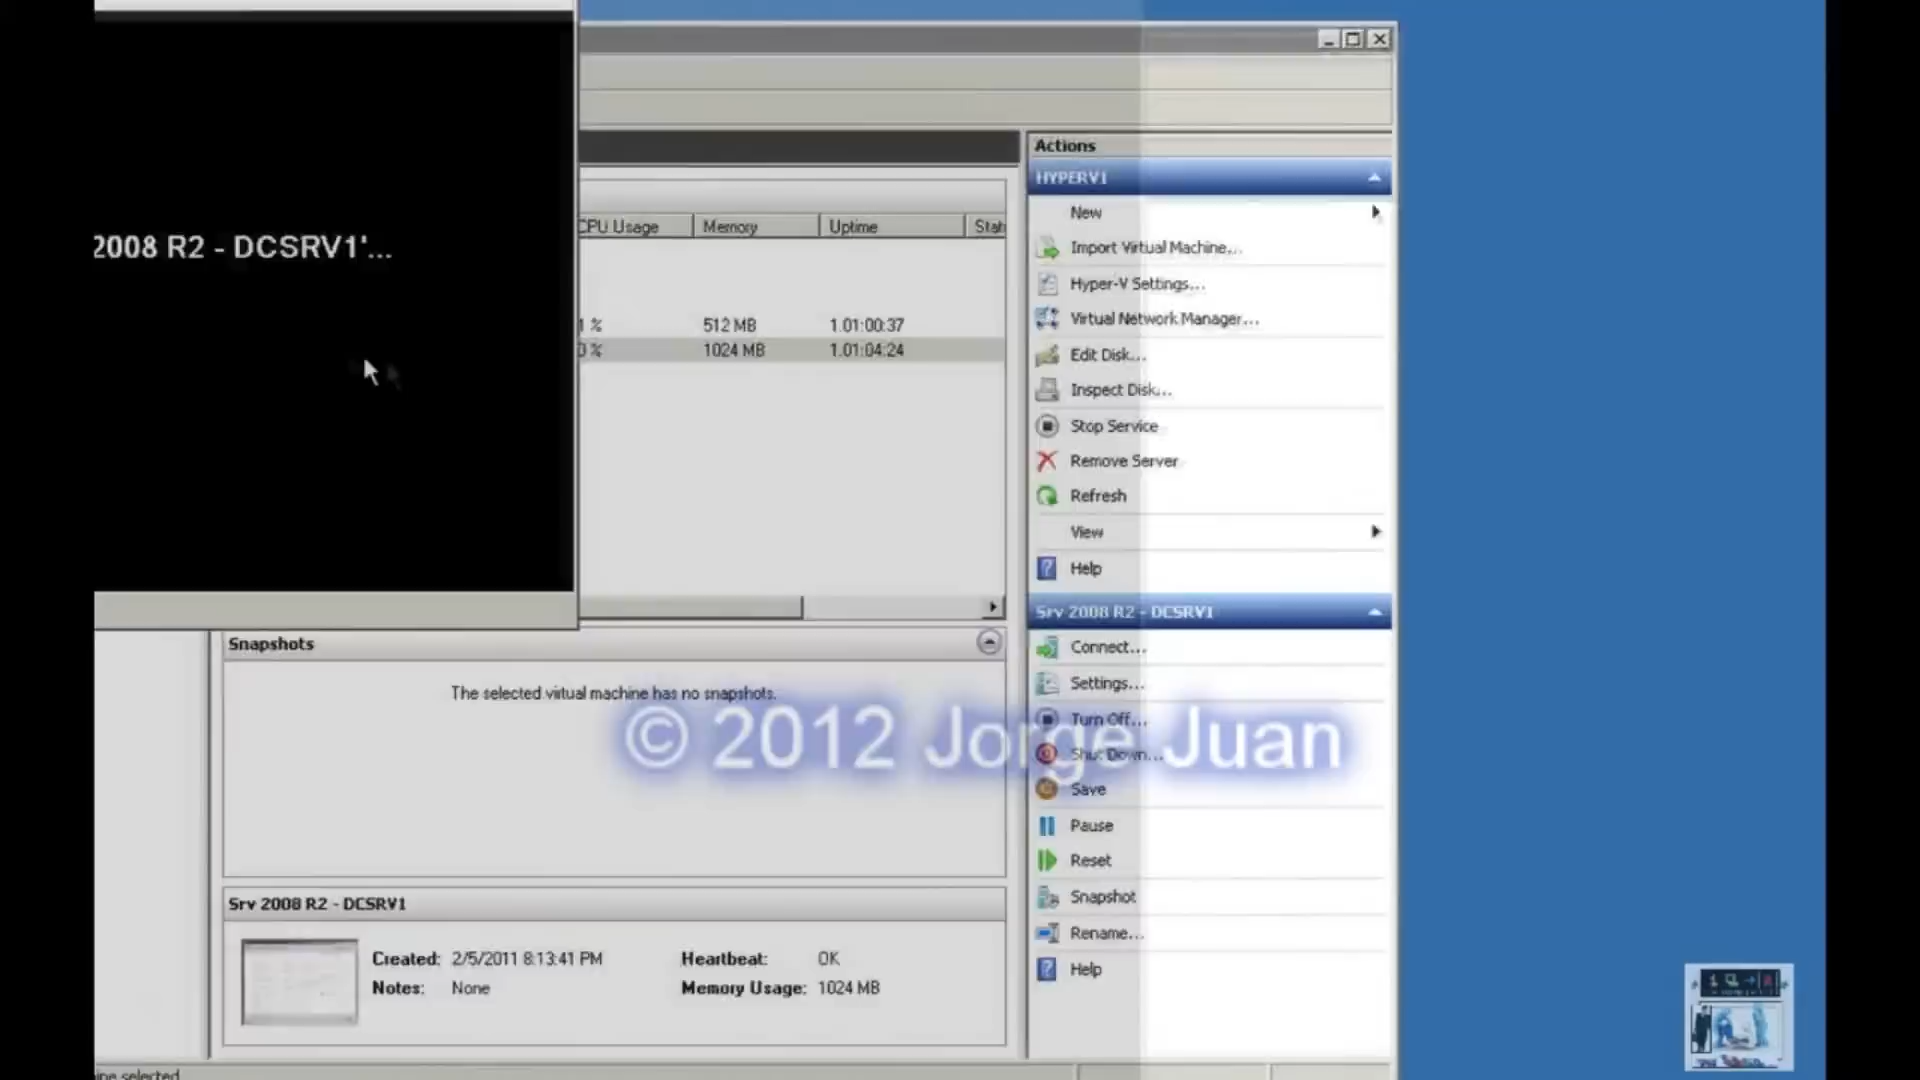 2008 R2 - DCSRV1'...
CPU Usage Memory Uptime
1 % 512 MB 1.01:00:37
0 % 1024 MB 1.01:04:24
Snapshots
The selected virtual machine has no snapshots.
Srv 2008 R2 - DCSRV1
Created: 2/5/2011 8:13:41 PM Heartbeat: OK
Notes: None Memory Usage: 1024 MB
selected
Actions
HYPERV1
New
Import Virtual Machine...
Hyper-V Settings...
Virtual Network Manager...
Edit Disk...
Inspect Disk...
Stop Service
Remove Server
Refresh
View
Help
Srv 2008 R2 - DCSRV1
Connect...
Settings...
Turn Off...
Shut Down...
Save
Pause
Reset
Snapshot
Rename...
Help
© 2012 Jorge Juan